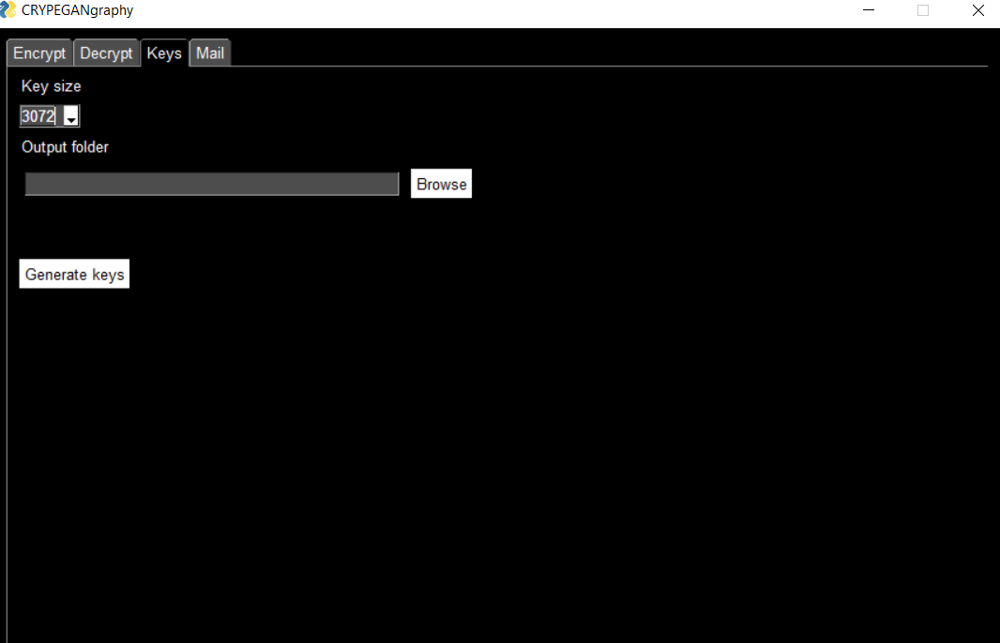 CRYPEGANgraphy
Encrypt Decrypt Keys Mail
Key size
3072
Output folder
Browse
Generate keys